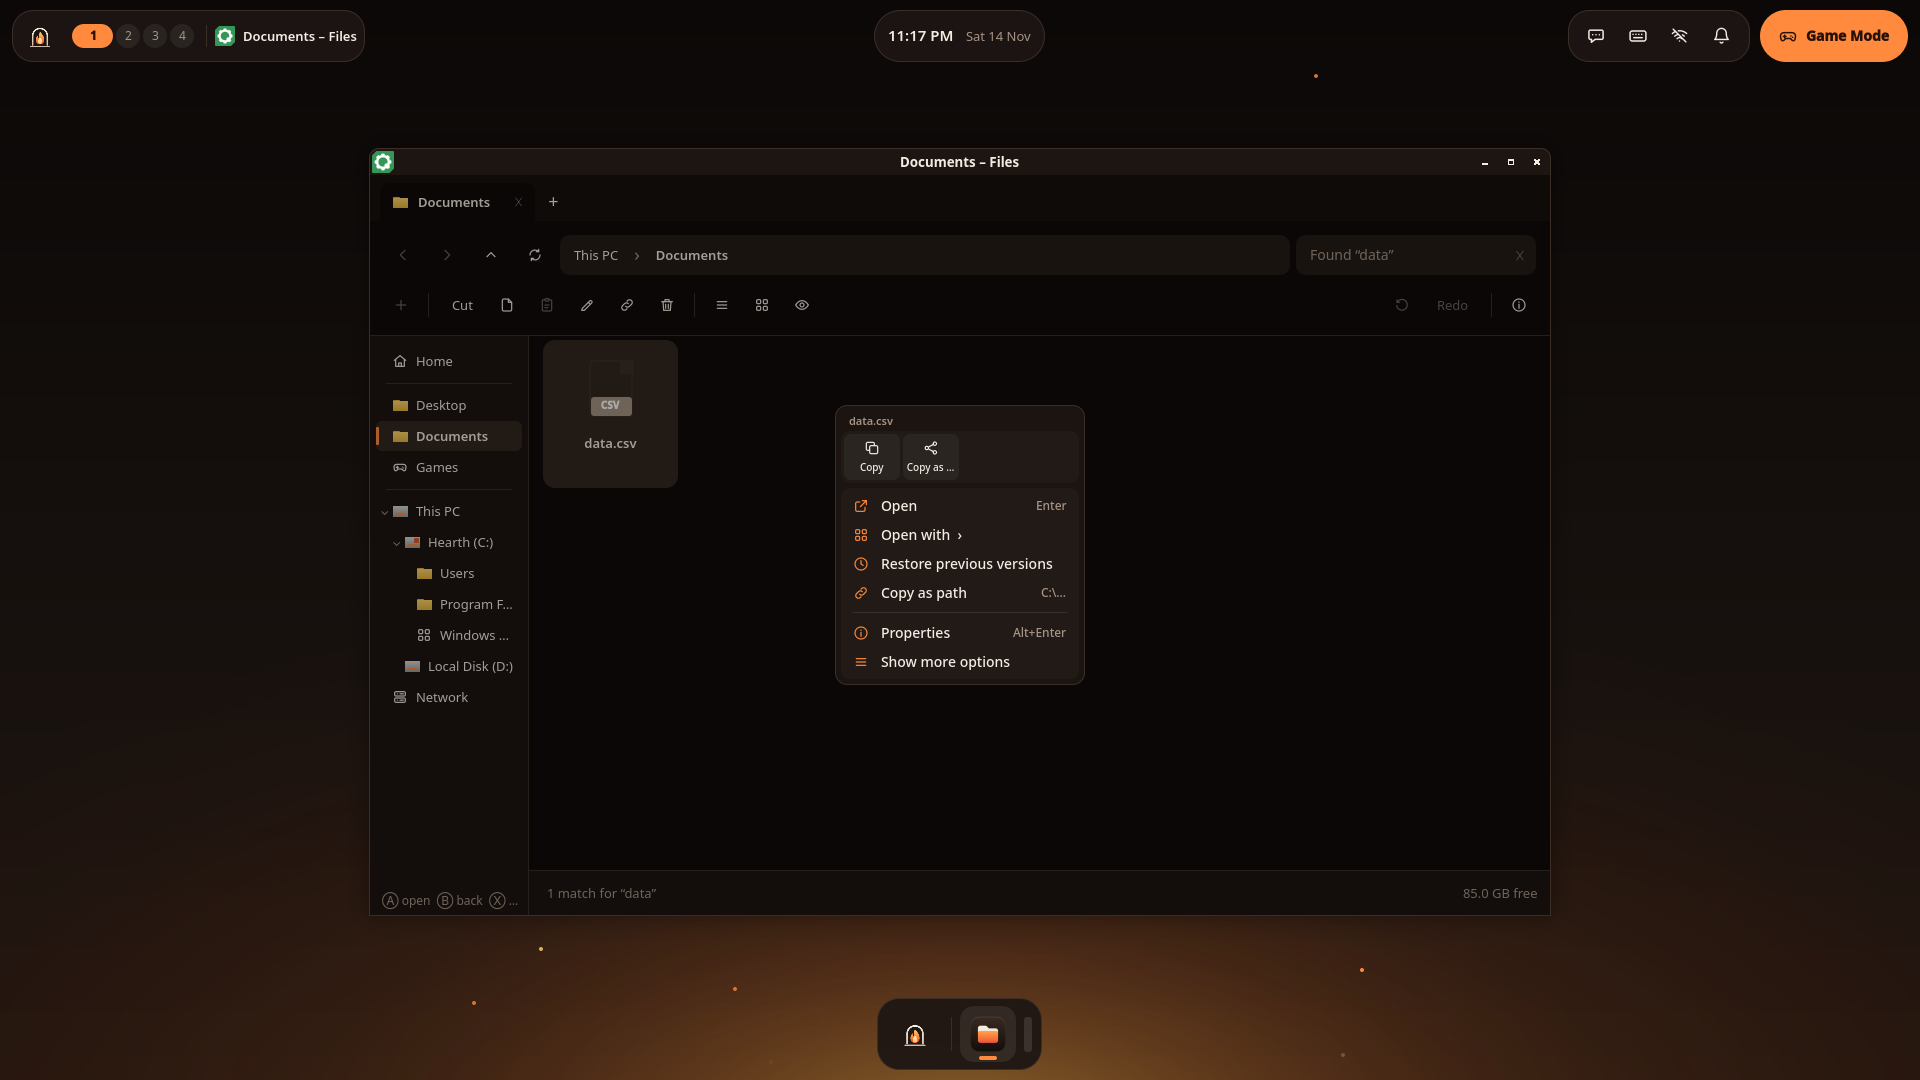 1 2 3 4 Documents – Files
11:17 PM Sat 14 Nov
Game Mode
Documents – Files
Documents X +
This PC › Documents
Found “data” X
Cut
Redo
Home
Desktop
Documents
Games
This PC
Hearth (C:)
Users
Program F...
Windows ...
Local Disk (D:)
Network
A open B back X ...
CSV
data.csv
data.csv
Copy
Copy as ...
Open Enter
Open with ›
Restore previous versions
Copy as path C:\...
Properties Alt+Enter
Show more options
1 match for “data”
85.0 GB free